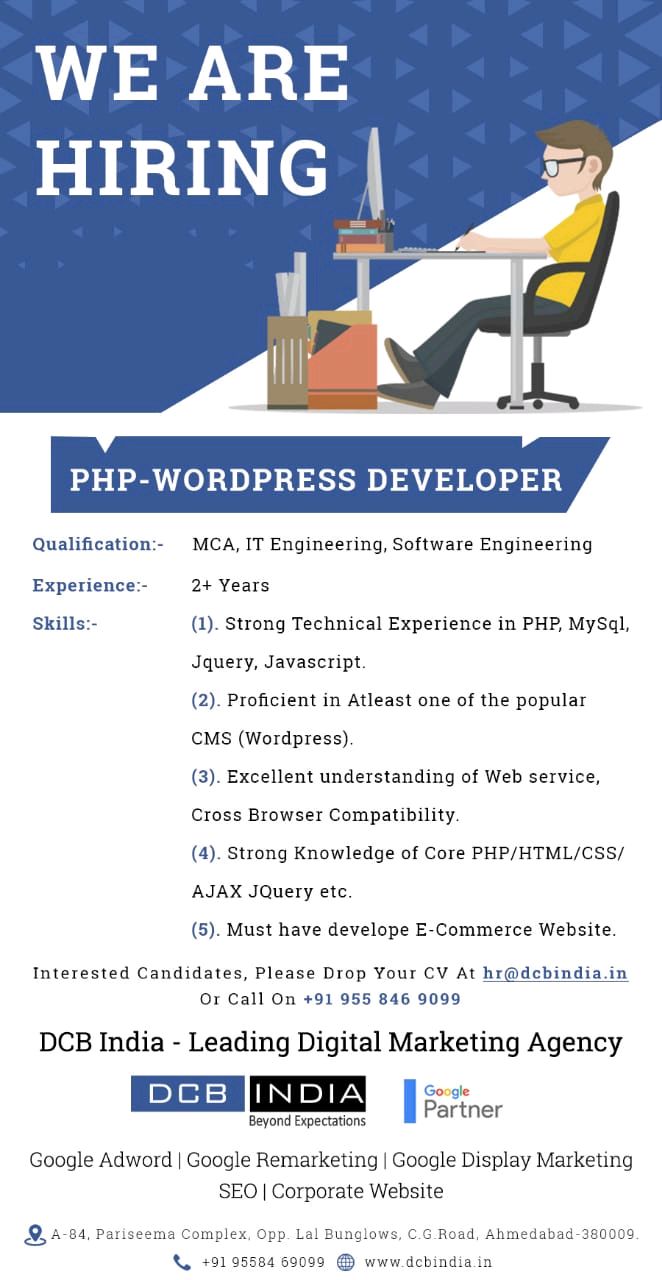 WE ARE
HIRING
PHP-WORDPRESS DEVELOPER
Qualification:- MCA, IT Engineering, Software Engineering
Experience:- 2+ Years
Skills:- (1). Strong Technical Experience in PHP, MySql,
Jquery, Javascript.
(2). Proficient in Atleast one of the popular
CMS (Wordpress).
(3). Excellent understanding of Web service,
Cross Browser Compatibility.
(4). Strong Knowledge of Core PHP/HTML/CSS/
AJAX JQuery etc.
(5). Must have develope E-Commerce Website.
Interested Candidates, Please Drop Your CV At hr@dcbindia.in
Or Call On +91 955 846 9099
DCB India - Leading Digital Marketing Agency
DCB INDIA
Beyond Expectations
Google
Partner
Google Adword | Google Remarketing | Google Display Marketing
SEO | Corporate Website
A-84, Pariseema Complex, Opp. Lal Bunglows, C.G.Road, Ahmedabad-380009.
+91 95584 69099 www.dcbindia.in